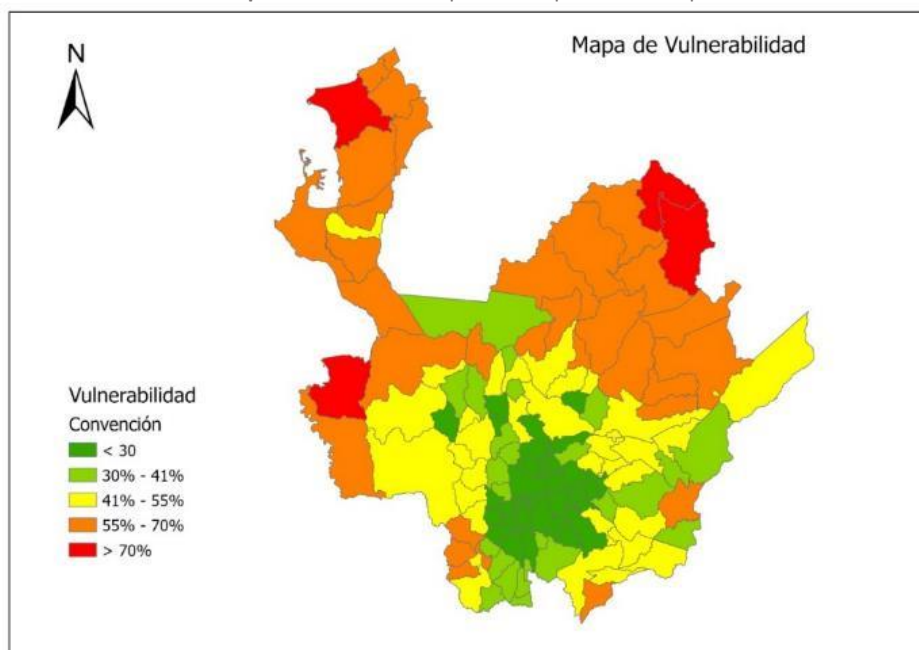 Mapa de Vulnerabilidad
N
Vulnerabilidad
Convención
< 30
30% - 41%
41% - 55%
55% - 70%
> 70%